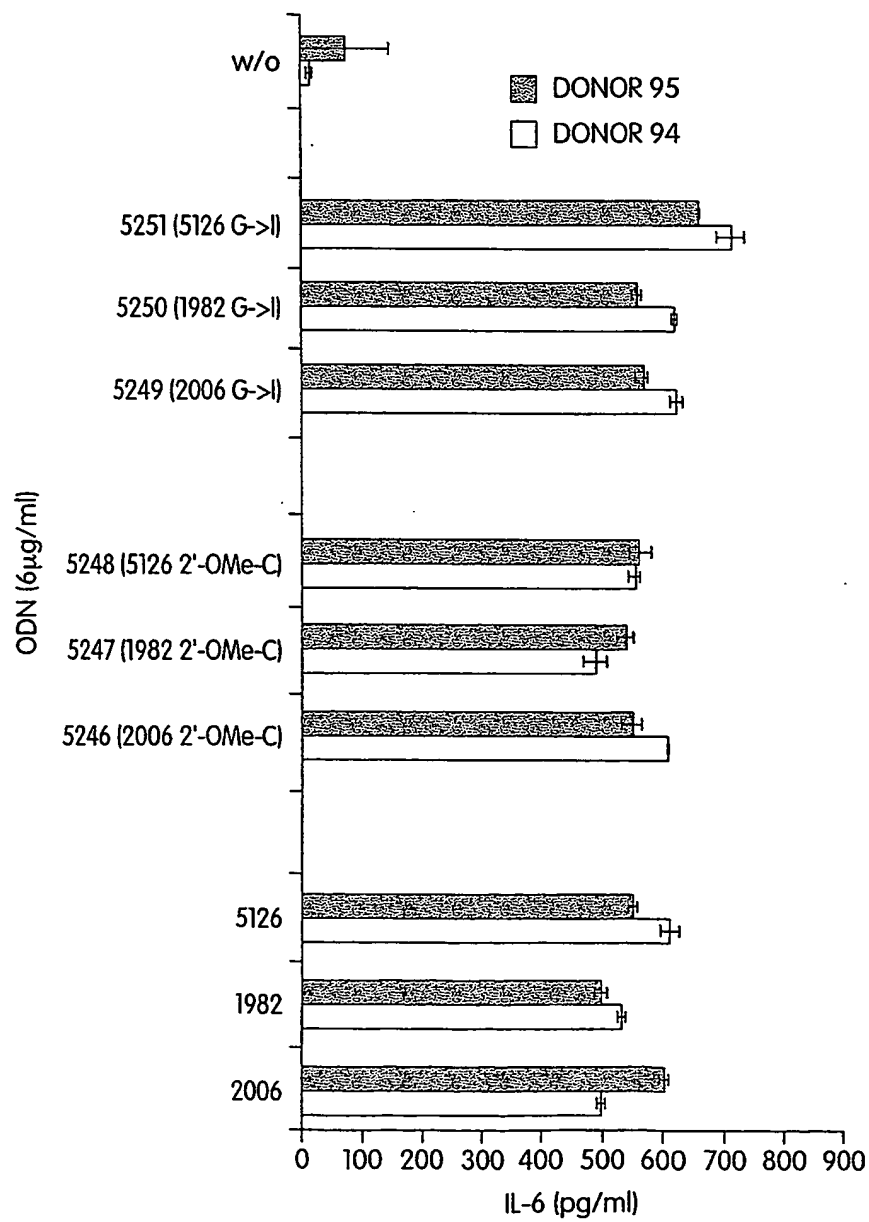 w/o
DONOR 95
DONOR 94
5251 (5126 G->I)
5250 (1982 G->I)
5249 (2006 G->I)
ODN (6µg/ml)
5248 (5126 2'-OMe-C)
5247 (1982 2'-OMe-C)
5246 (2006 2'-OMe-C)
5126
1982
2006
0 100 200 300 400 500 600 700 800 900
IL-6 (pg/ml)